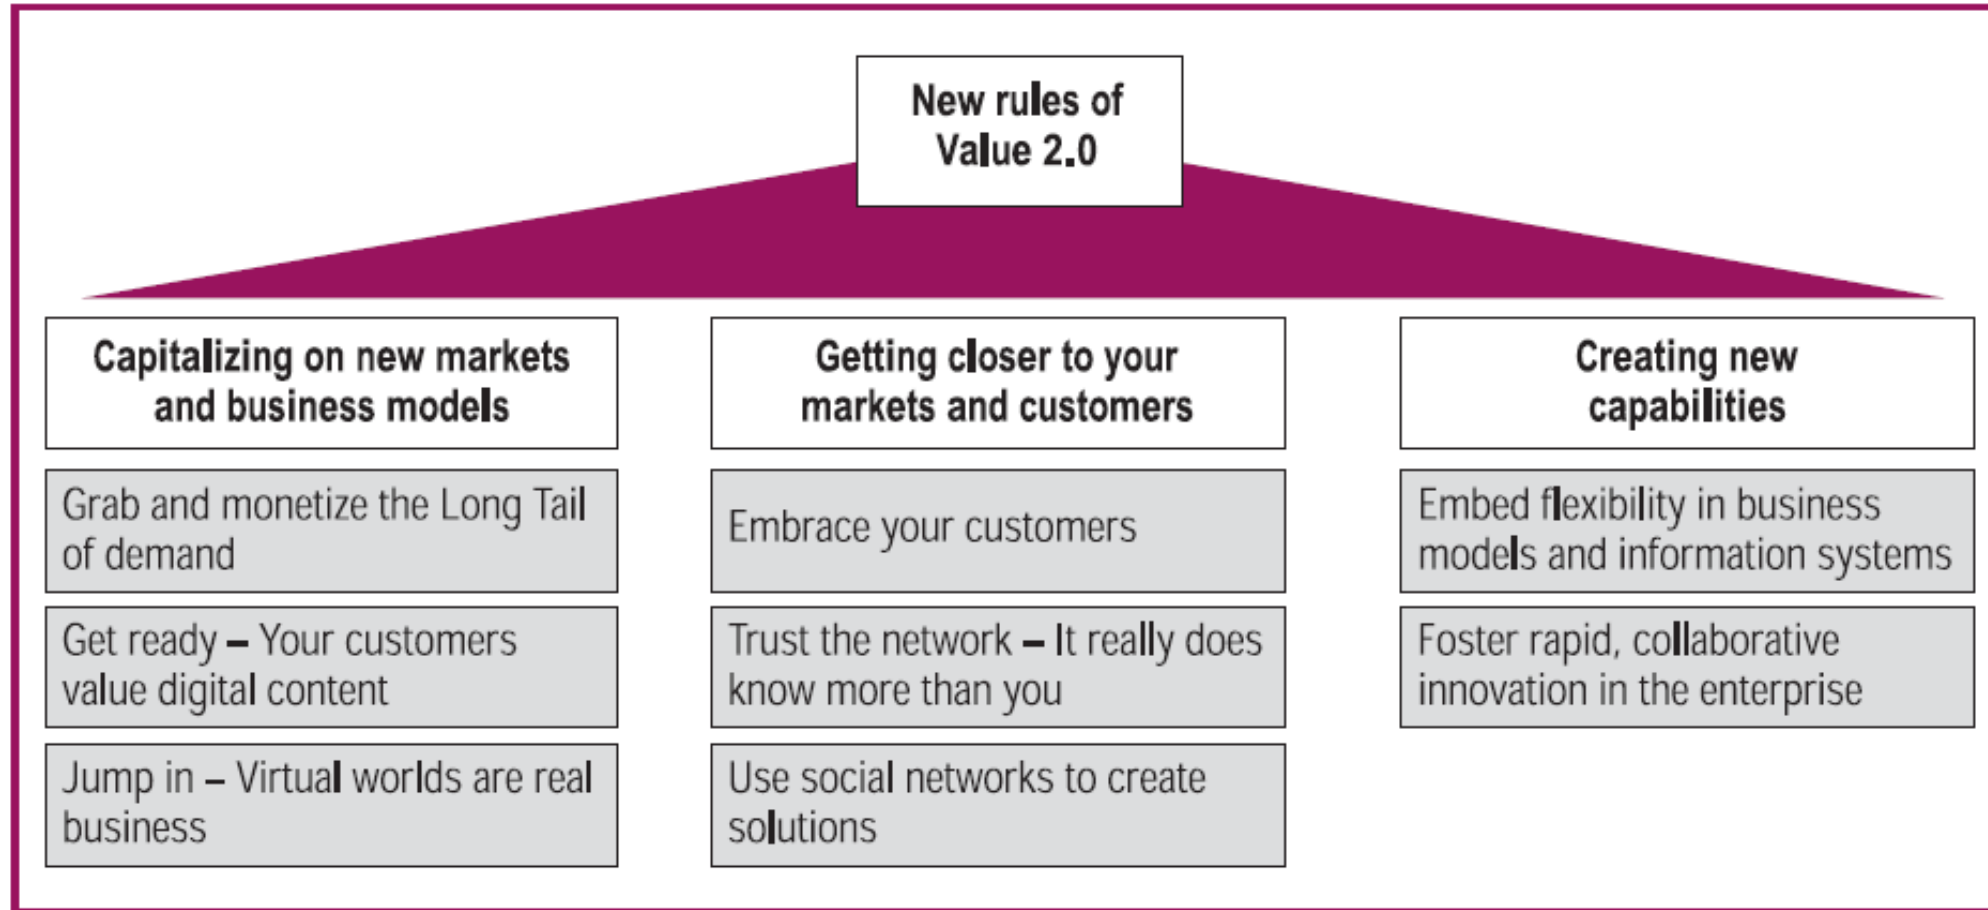 New rules of
Value 2.0
Capitalizing on new markets
and business models
Grab and monetize the Long Tail
of demand
Get ready – Your customers
value digital content
Jump in – Virtual worlds are real
business
Getting closer to your
markets and customers
Embrace your customers
Trust the network – It really does
know more than you
Use social networks to create
solutions
Creating new
capabilities
Embed flexibility in business
models and information systems
Foster rapid, collaborative
innovation in the enterprise